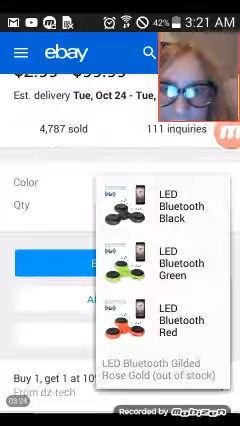 42% 3:21 AM
ebay
$2.99 - $99.99
Est. delivery Tue, Oct 24 - Tue,
4,787 sold 111 inquiries
Color
Qty
LED
Bluetooth
Black
LED
Bluetooth
Green
LED
Bluetooth
Red
LED Bluetooth Gilded
Rose Gold (out of stock)
Buy 1, get 1 at 10%
From dz-tech
03:24
Recorded by mobizen